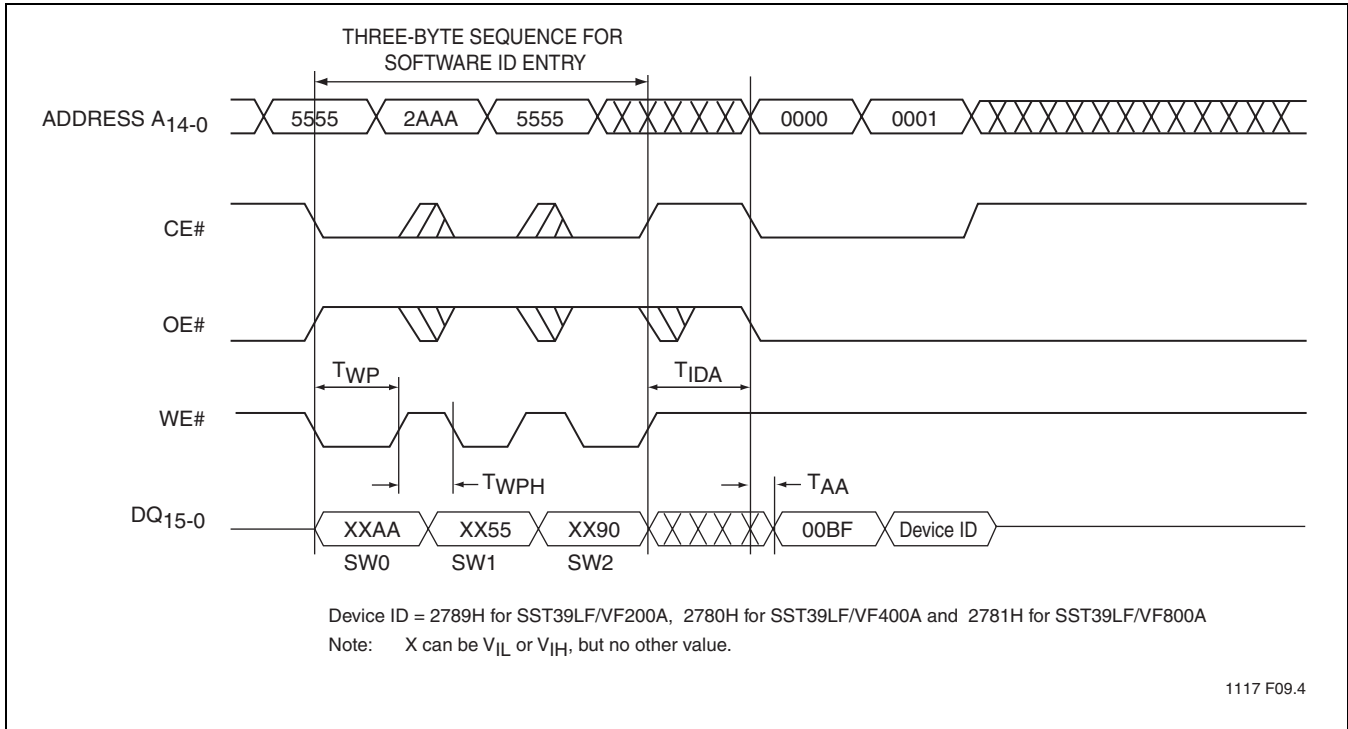 THREE-BYTE SEQUENCE FOR
SOFTWARE ID ENTRY
ADDRESS A14-0
5555 2AAA 5555 0000 0001
CE#
OE#
TWP TIDA
WE#
TWPH TAA
DQ15-0
XXAA XX55 XX90 00BF Device ID
SW0 SW1 SW2
Device ID = 2789H for SST39LF/VF200A, 2780H for SST39LF/VF400A and 2781H for SST39LF/VF800A
Note: X can be VIL or VIH, but no other value.
1117 F09.4